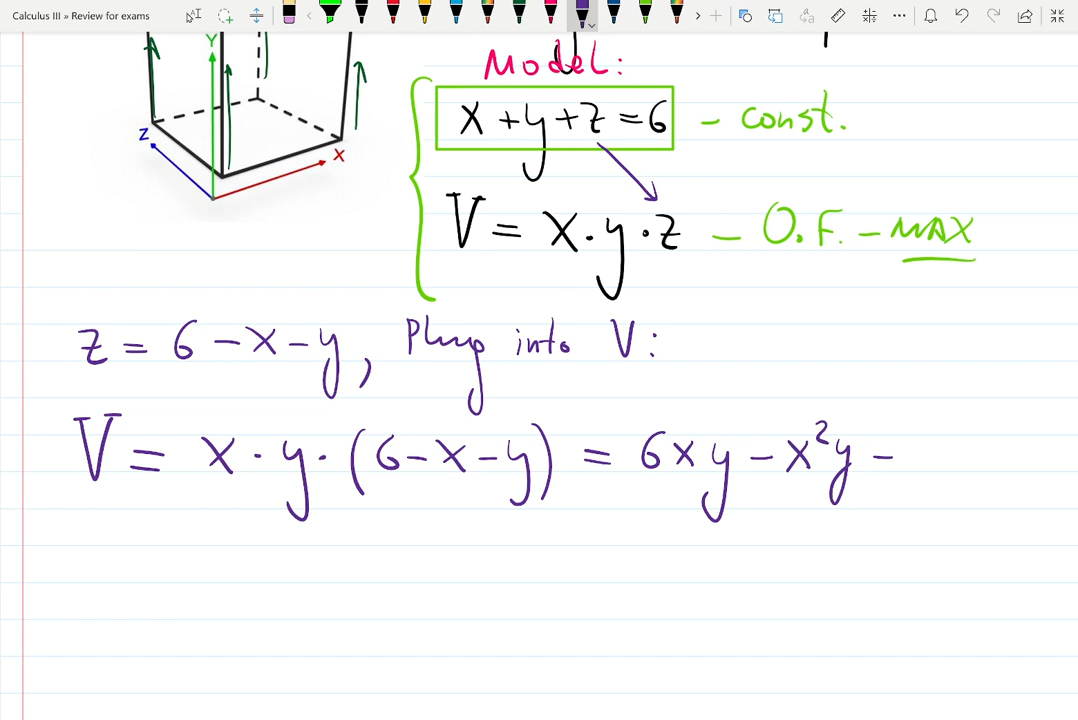 Calculus III » Review for exams
Y
Z
X
Model:
x + y + z = 6 - const.
V = x · y · z - O.F. - MAX
z = 6 - x - y, Plug into V:
V = x · y · (6 - x - y) = 6xy - x²y -